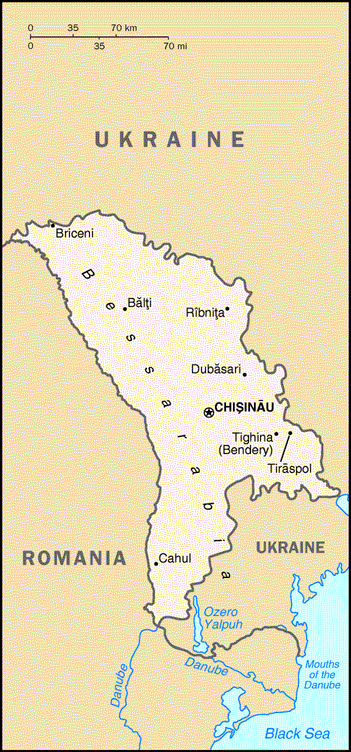 0 35 70 km
0 35 70 mi
UKRAINE
Briceni
Bessarabia
Bălţi
Rîbniţa
Dubăsari
CHIŞINĂU
Tighina
(Bendery)
Tirăspol
ROMANIA
Cahul
UKRAINE
Ozero
Yalpuh
Danube
Danube
Mouths
of the
Danube
Black Sea